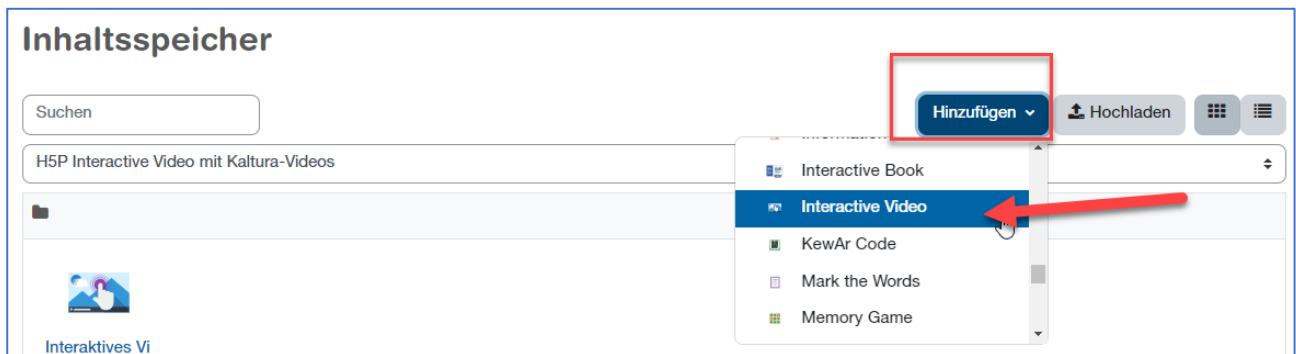 Inhaltsspeicher
Suchen
Hinzufügen
Hochladen
H5P Interactive Video mit Kaltura-Videos
Information
Interactive Book
Interactive Video
KewAr Code
Mark the Words
Memory Game
Interaktives Vi